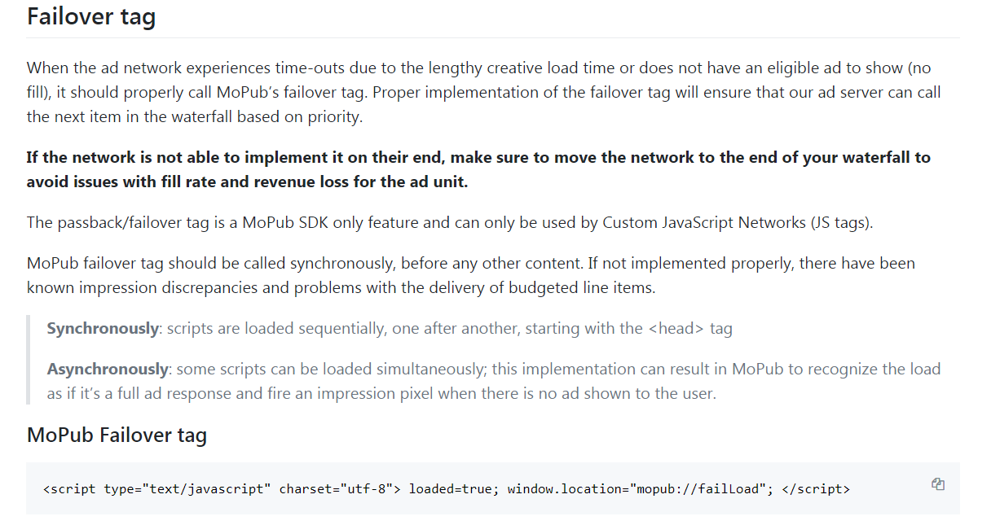 Failover tag
When the ad network experiences time-outs due to the lengthy creative load time or does not have an eligible ad to show (no
fill), it should properly call MoPub’s failover tag. Proper implementation of the failover tag will ensure that our ad server can call
the next item in the waterfall based on priority.
If the network is not able to implement it on their end, make sure to move the network to the end of your waterfall to
avoid issues with fill rate and revenue loss for the ad unit.
The passback/failover tag is a MoPub SDK only feature and can only be used by Custom JavaScript Networks (JS tags).
MoPub failover tag should be called synchronously, before any other content. If not implemented properly, there have been
known impression discrepancies and problems with the delivery of budgeted line items.
Synchronously: scripts are loaded sequentially, one after another, starting with the <head> tag
Asynchronously: some scripts can be loaded simultaneously; this implementation can result in MoPub to recognize the load
as if it’s a full ad response and fire an impression pixel when there is no ad shown to the user.
MoPub Failover tag
<script type="text/javascript" charset="utf-8"> loaded=true; window.location="mopub://failLoad"; </script>